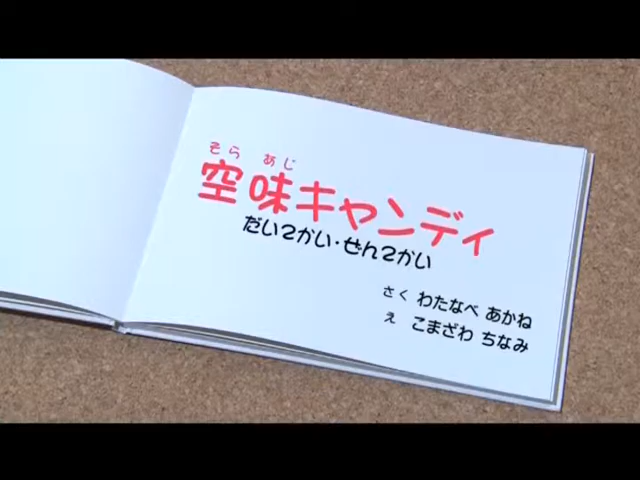 そら あじ
空味キャンディ
だい2かい・ぜん2かい
さく わたなべ あかね
え こまざわ ちなみ